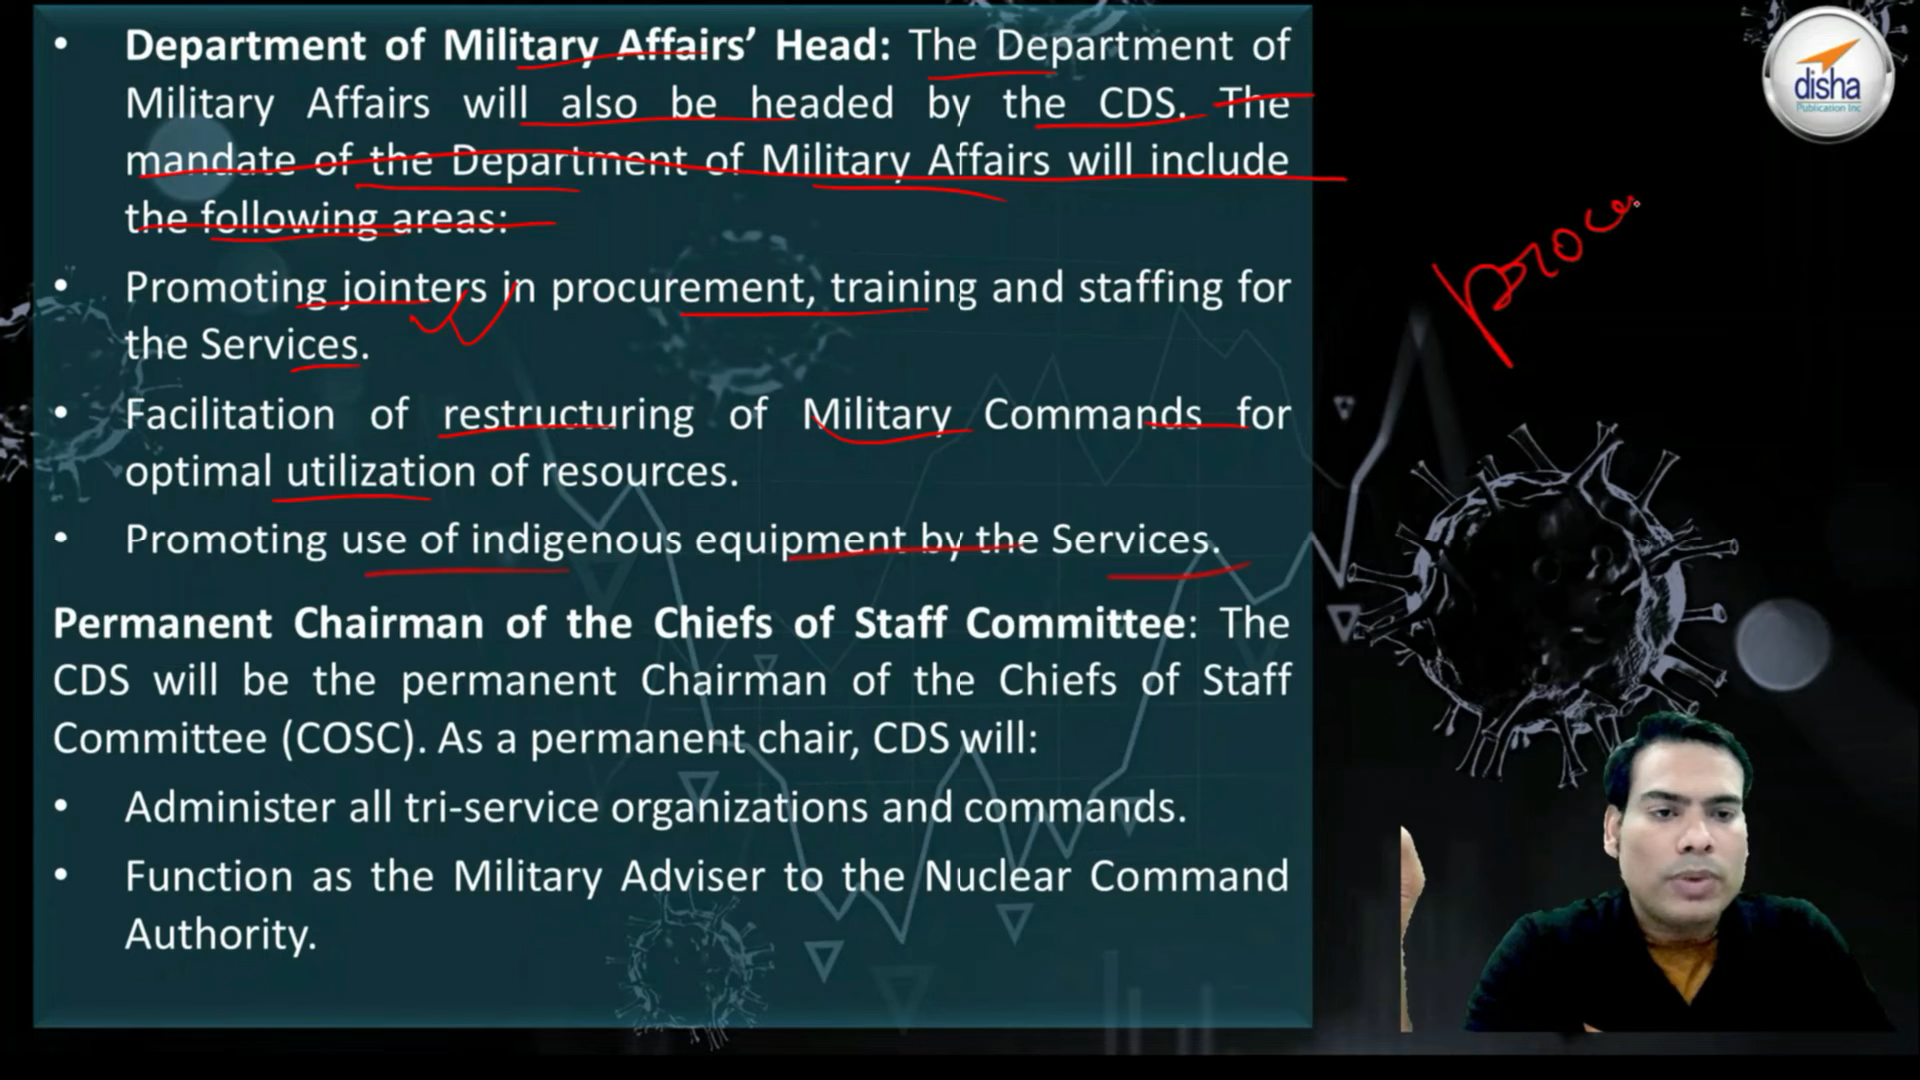 • Department of Military Affairs’ Head: The Department of
Military Affairs will also be headed by the CDS. The
mandate of the Department of Military Affairs will include
the following areas:
• Promoting jointers in procurement, training and staffing for
the Services.
• Facilitation of restructuring of Military Commands for
optimal utilization of resources.
• Promoting use of indigenous equipment by the Services.
Permanent Chairman of the Chiefs of Staff Committee: The
CDS will be the permanent Chairman of the Chiefs of Staff
Committee (COSC). As a permanent chair, CDS will:
• Administer all tri-service organizations and commands.
• Function as the Military Adviser to the Nuclear Command
Authority.
disha
Publication Inc
proce